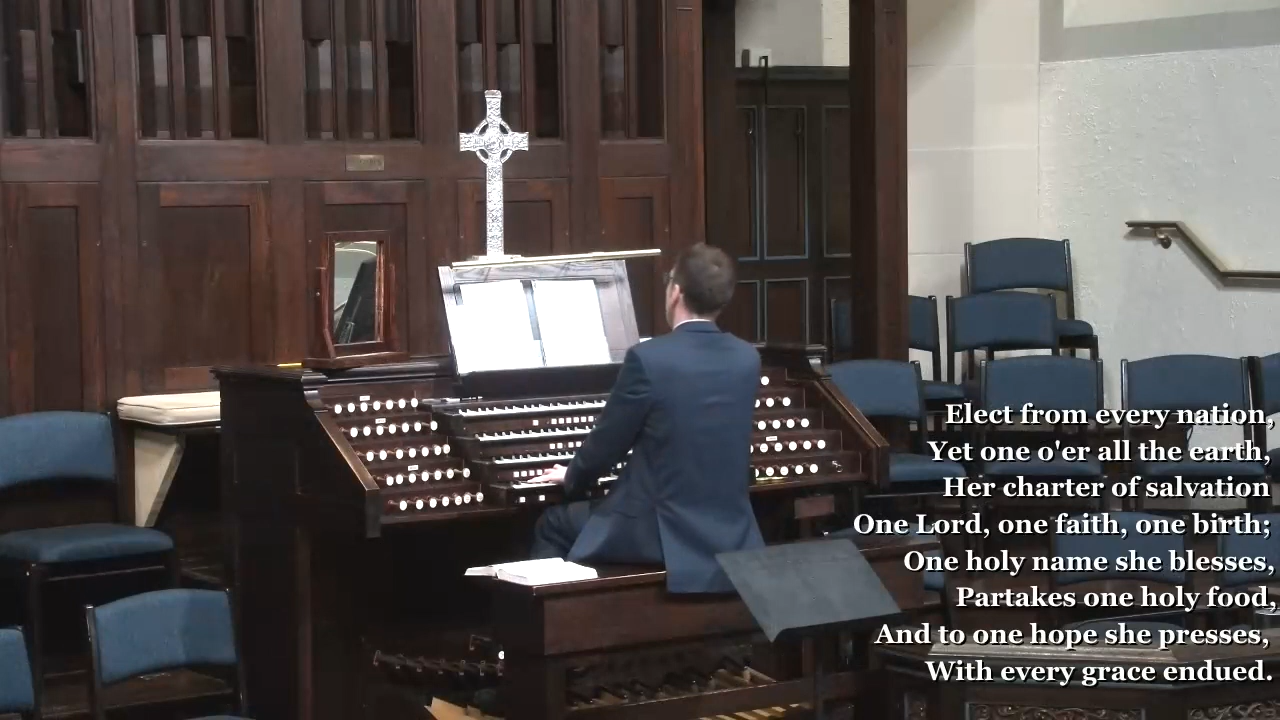 Elect from every nation,
Yet one o'er all the earth,
Her charter of salvation
One Lord, one faith, one birth;
One holy name she blesses,
Partakes one holy food,
And to one hope she presses,
With every grace endued.